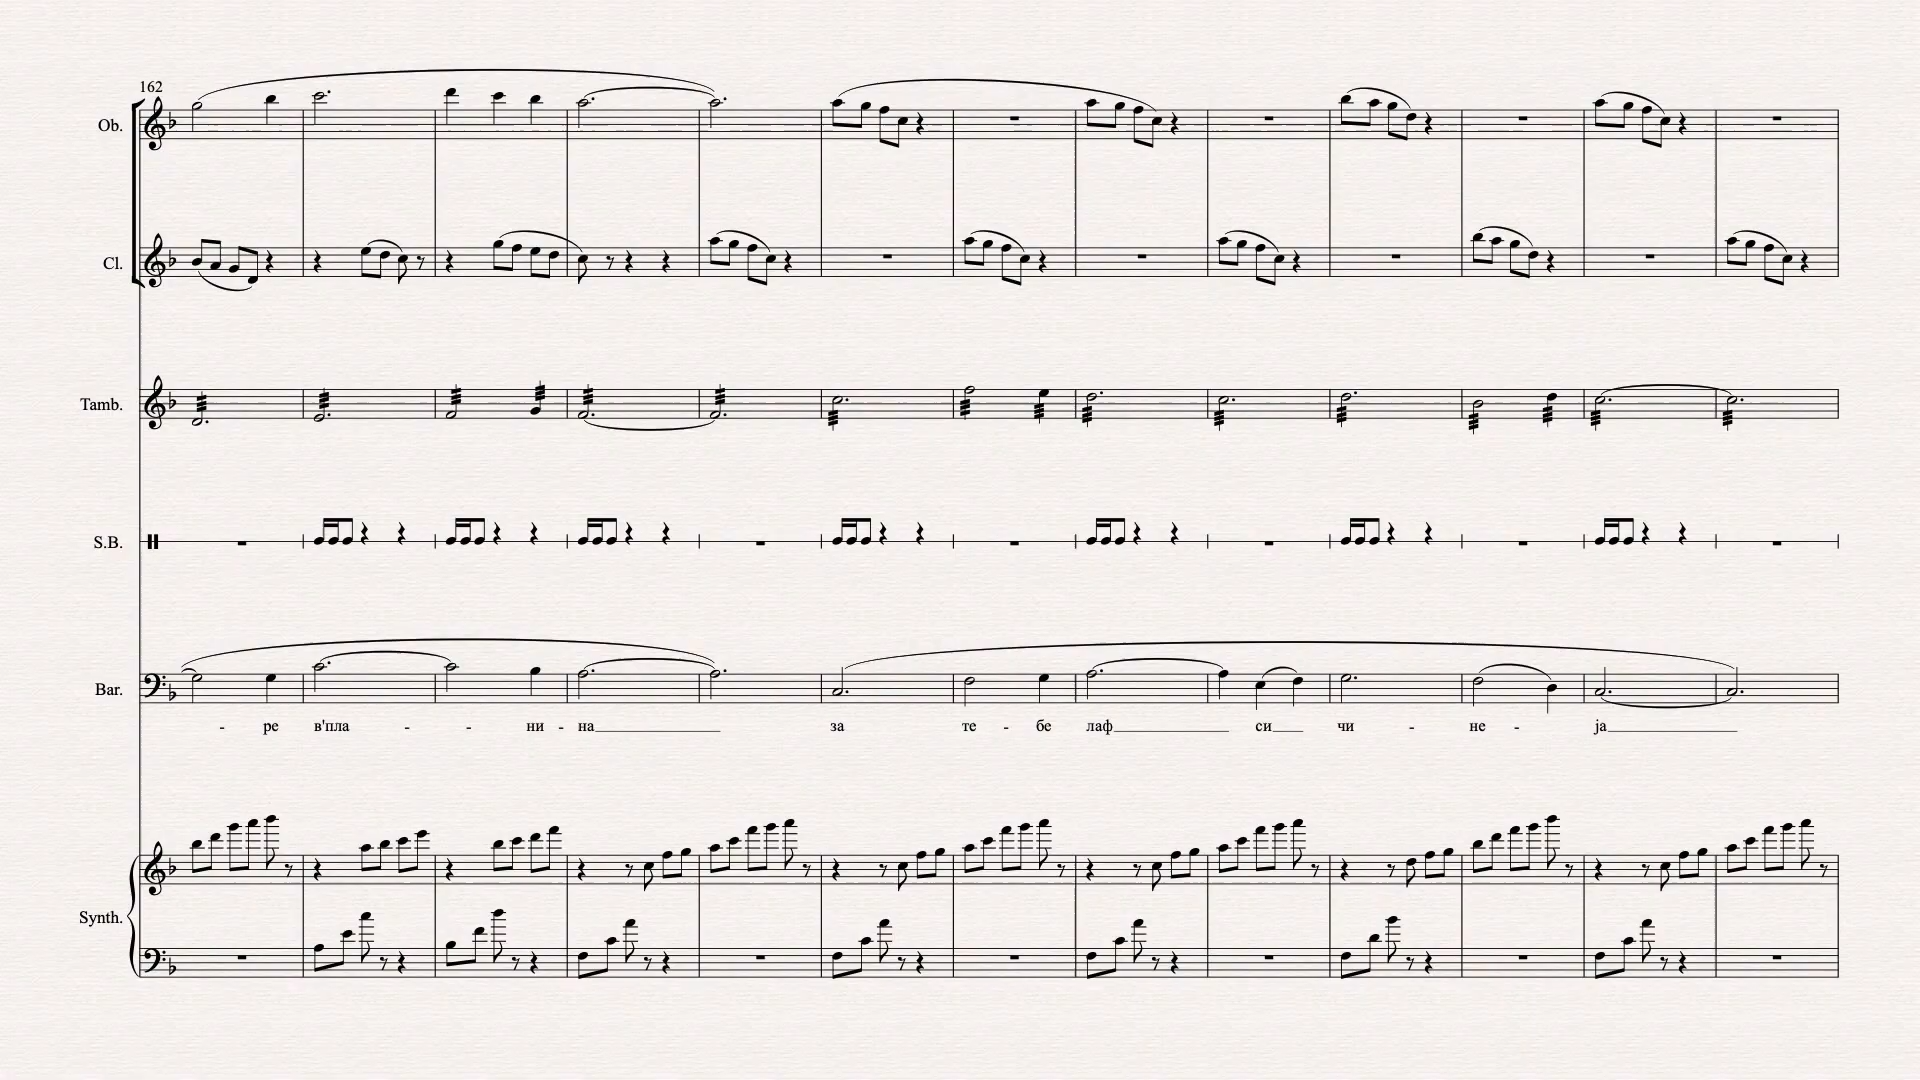 162
Ob.
Cl.
Tamb.
S.B.
Bar.
- ре в'пла - - ни - на за те - бе лаф си чи - не - ја
Synth.